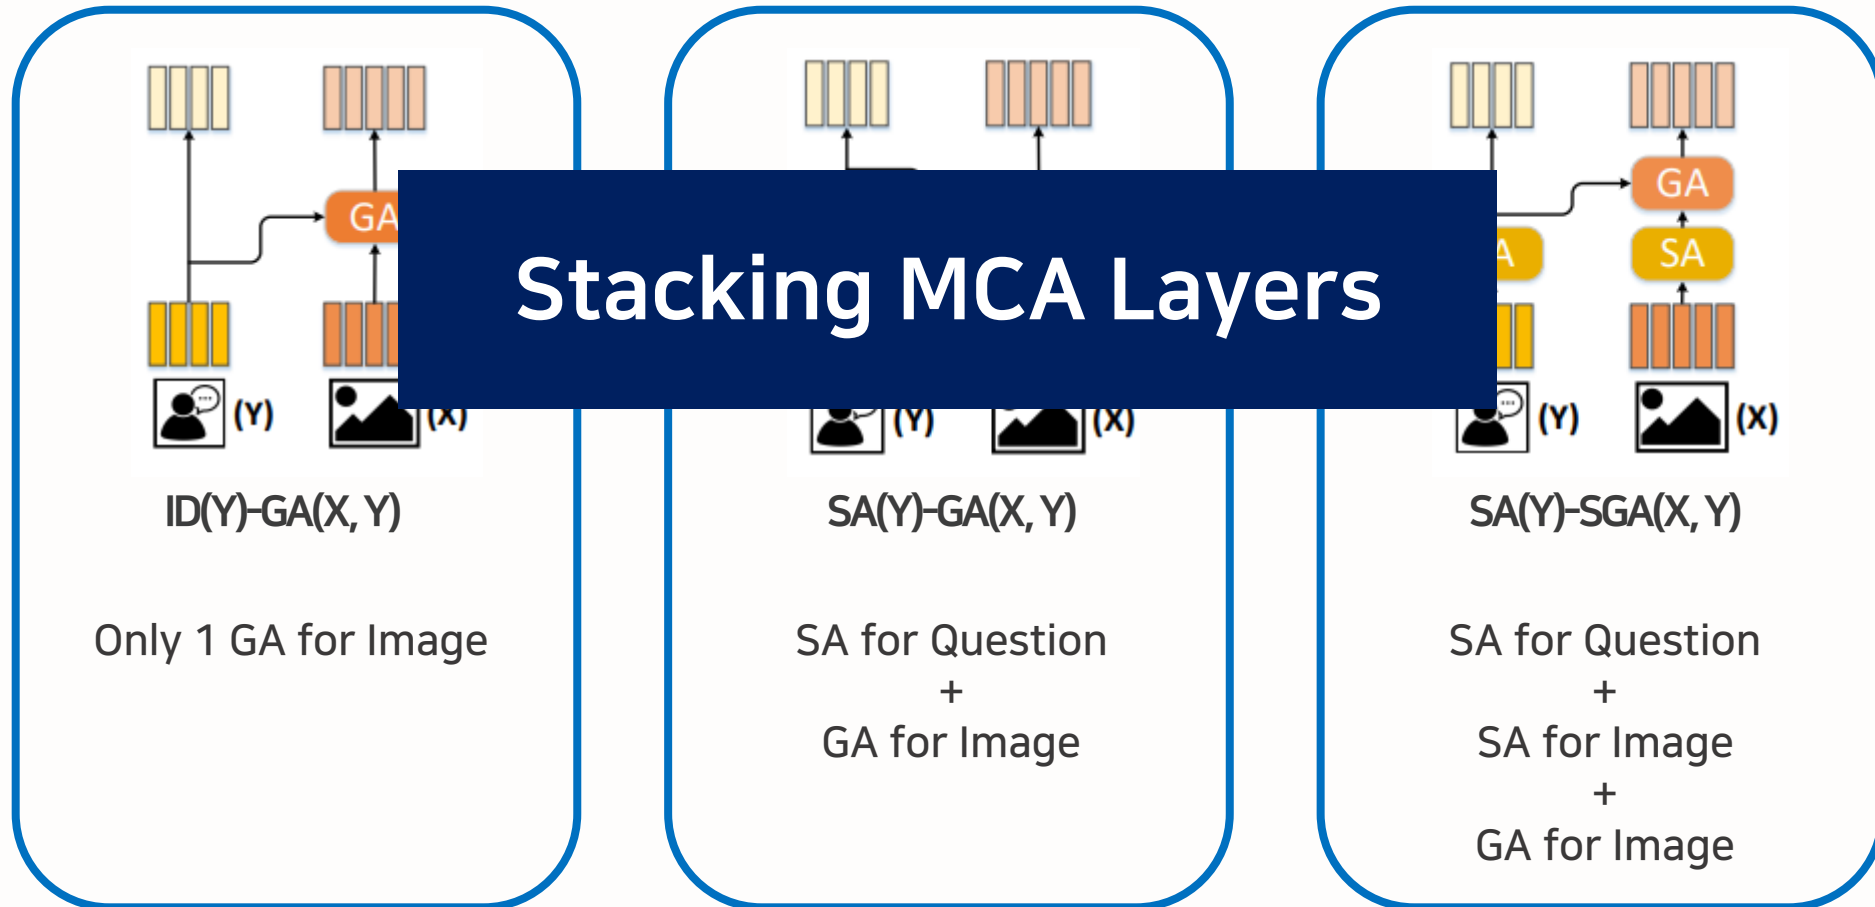 GA
GA
SA
A
Stacking MCA Layers
(Y)
(X)
(Y)
(X)
(Y)
(X)
ID(Y)-GA(X, Y)
SA(Y)-GA(X, Y)
SA(Y)-SGA(X, Y)
Only 1 GA for Image
SA for Question
+
GA for Image
SA for Question
+
SA for Image
+
GA for Image